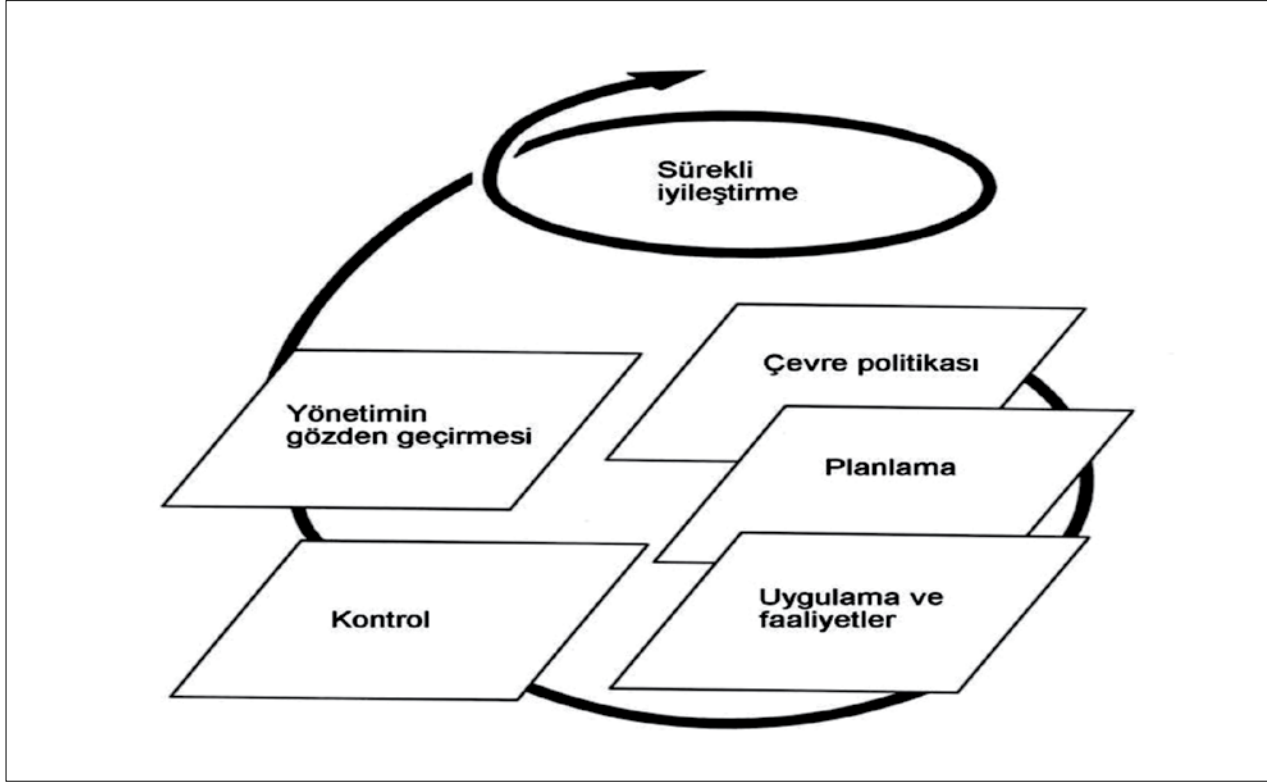 Sürekli
iyileştirme
Çevre politikası
Planlama
Uygulama ve
faaliyetler
Kontrol
Yönetimin
gözden geçirmesi